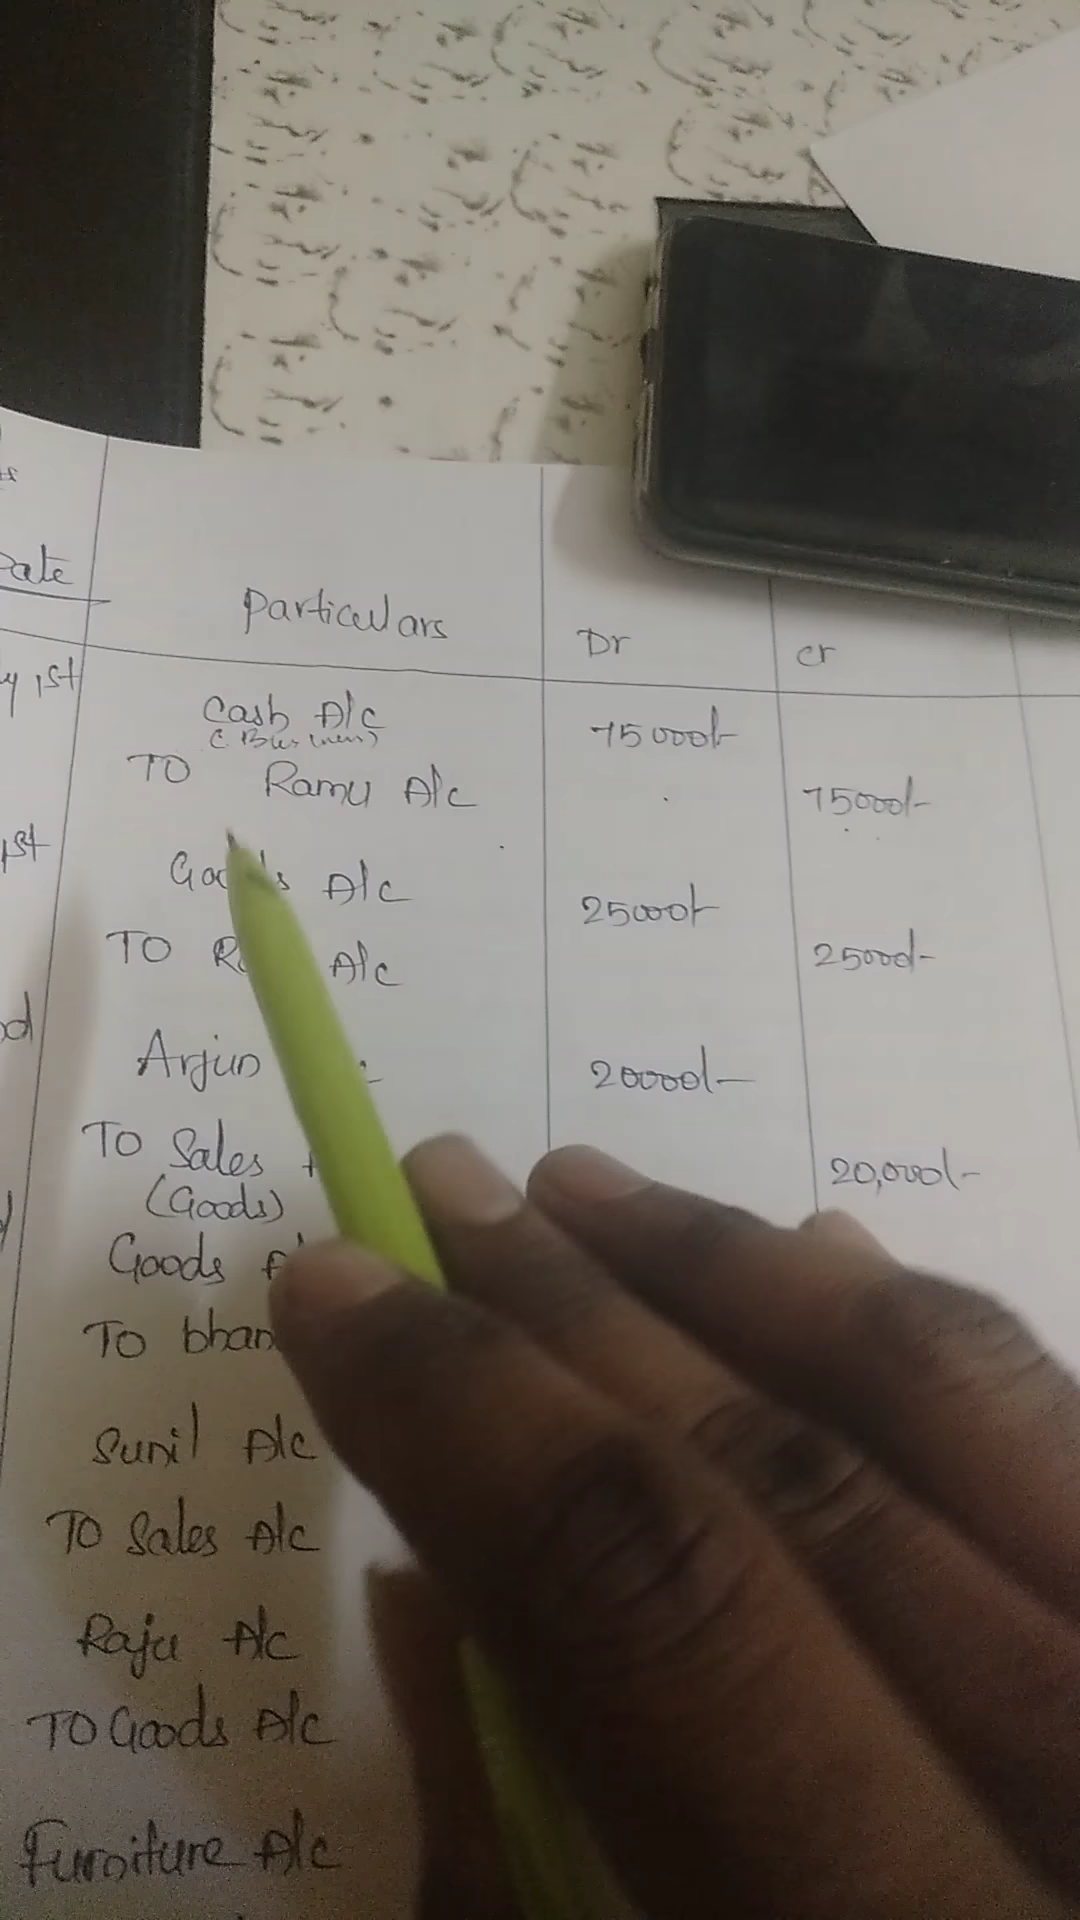 Date
Particulars
Dr
cr
1st
Cash A/c
75000/-
(Business)
TO Ramu A/c
75000/-
1st
A/c
25000/-
TO A/c
25000/-
Arjun
20000/-
TO Sales
20,000/-
(Goods)
Goods
TO
Sunil A/c
TO Sales A/c
Raju A/c
TO Goods A/c
Furniture A/c